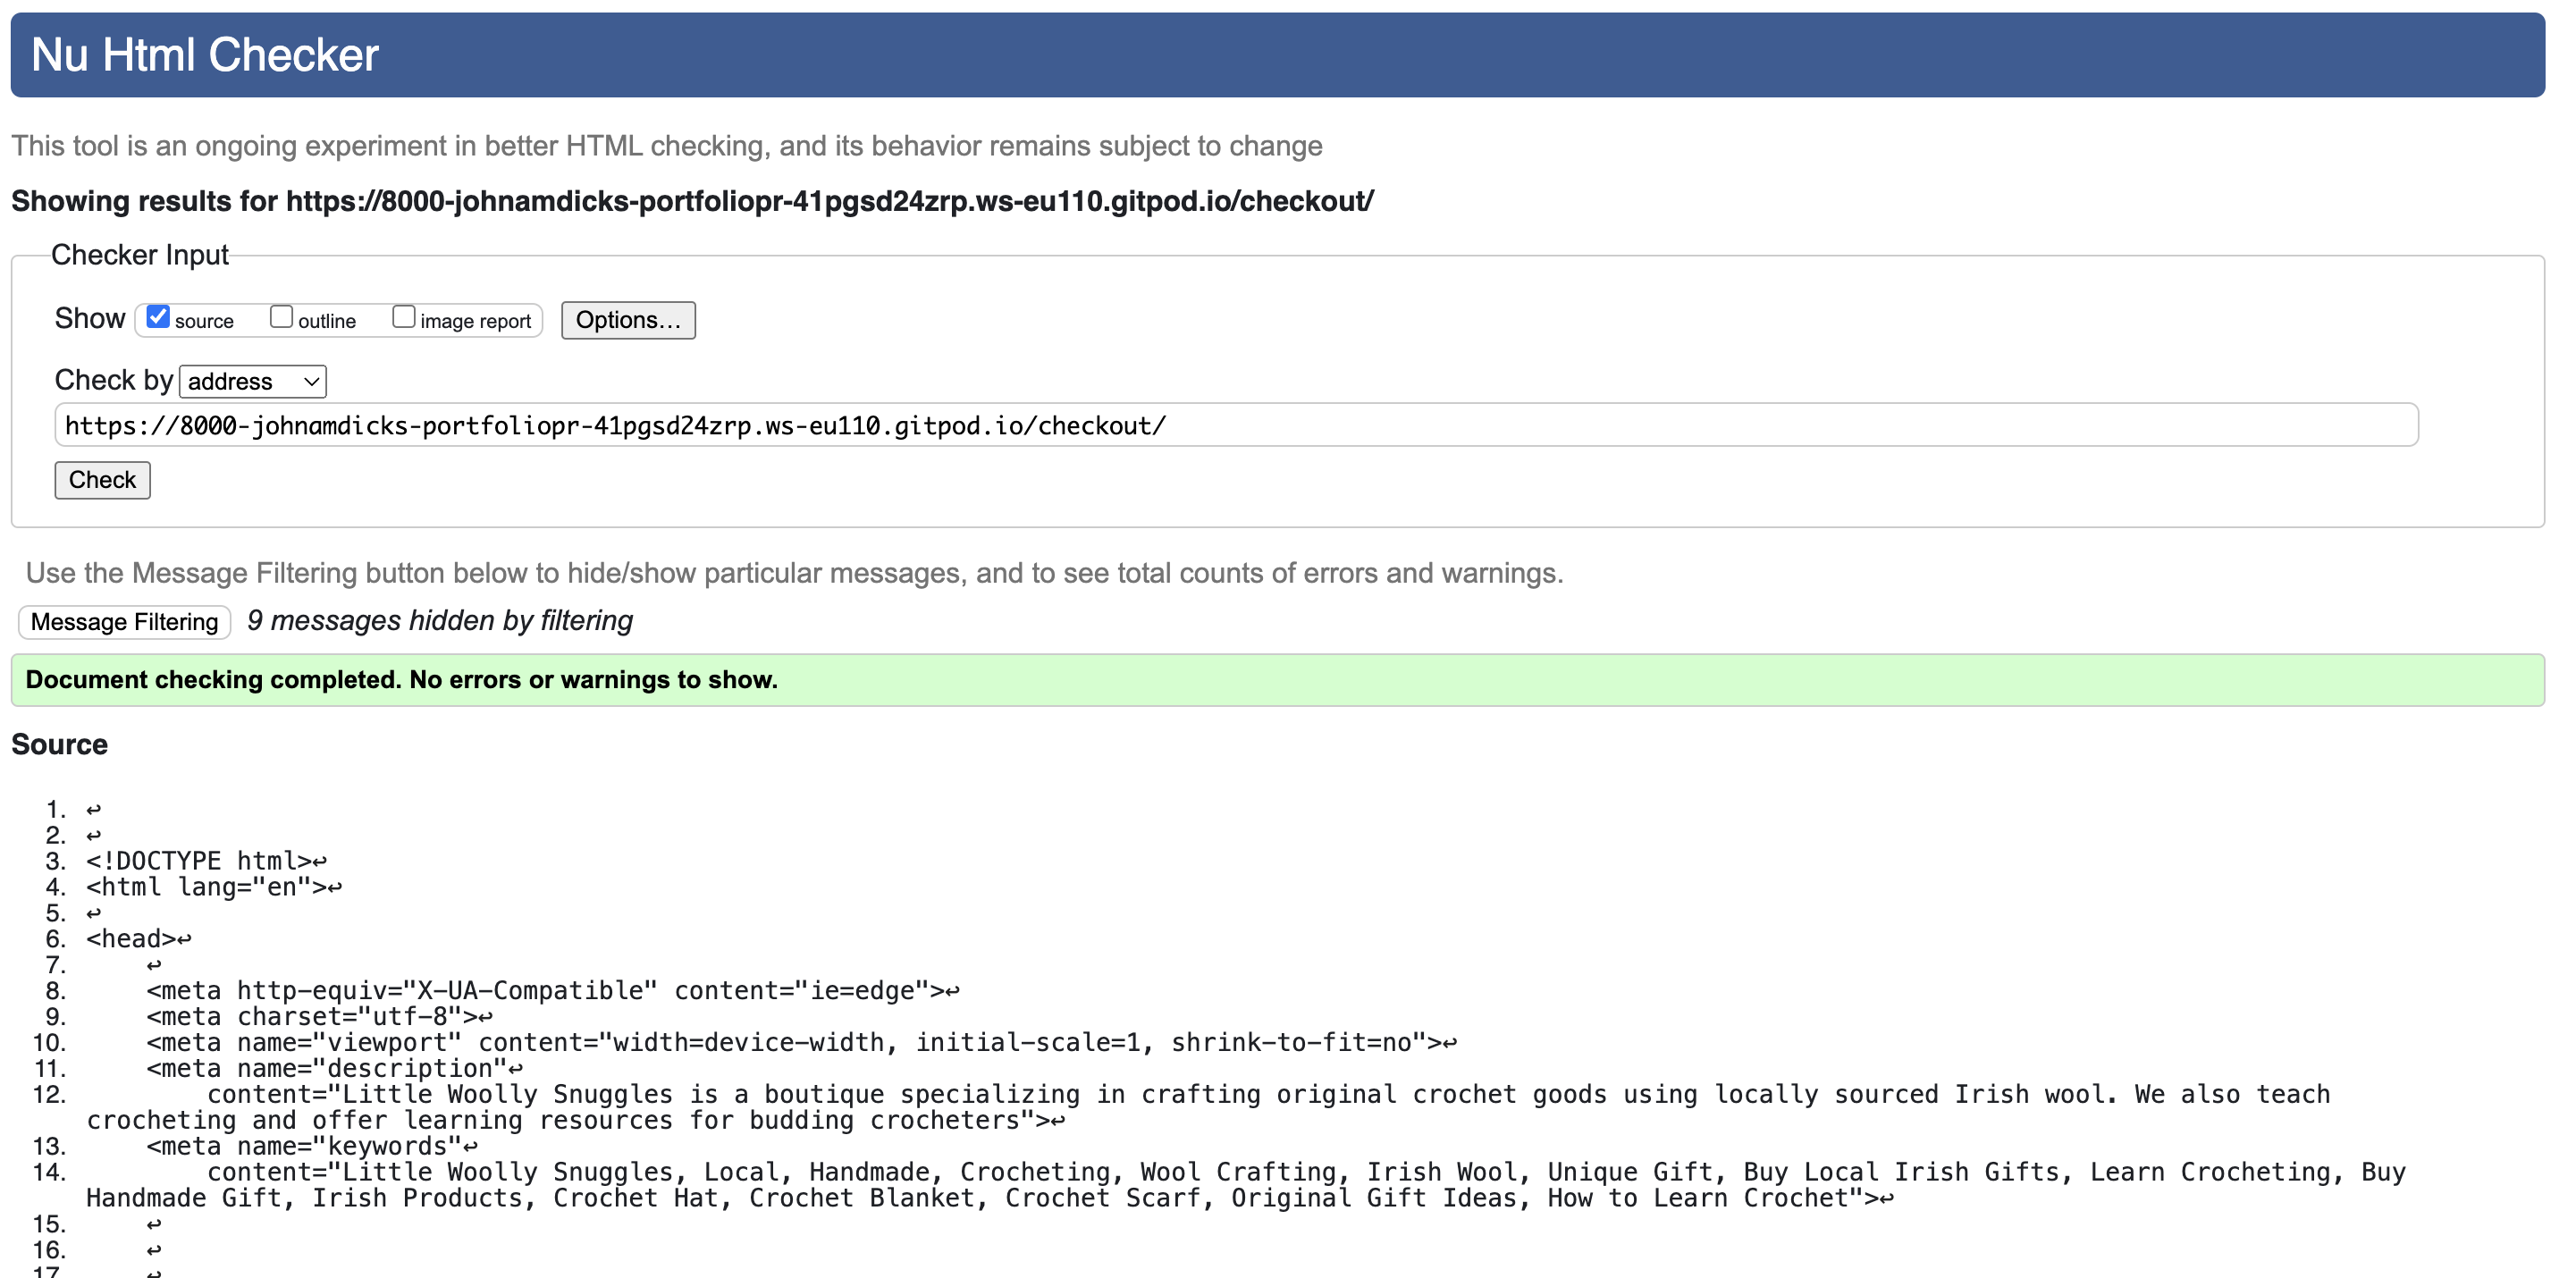 Nu Html Checker
This tool is an ongoing experiment in better HTML checking, and its behavior remains subject to change
Showing results for https://8000-johnamdicks-portfoliopr-41pgsd24zrp.ws-eu110.gitpod.io/checkout/
Checker Input
Show source outline image report Options...
Check by address
https://8000-johnamdicks-portfoliopr-41pgsd24zrp.ws-eu110.gitpod.io/checkout/
Check
Use the Message Filtering button below to hide/show particular messages, and to see total counts of errors and warnings.
Message Filtering 9 messages hidden by filtering
Document checking completed. No errors or warnings to show.
Source
1. ↩
2. ↩
3. <!DOCTYPE html>↩
4. <html lang="en">↩
5. ↩
6. <head>↩
7. ↩
8. <meta http-equiv="X-UA-Compatible" content="ie=edge">↩
9. <meta charset="utf-8">↩
10. <meta name="viewport" content="width=device-width, initial-scale=1, shrink-to-fit=no">↩
11. <meta name="description"↩
12. content="Little Woolly Snuggles is a boutique specializing in crafting original crochet goods using locally sourced Irish wool. We also teach
crocheting and offer learning resources for budding crocheters">↩
13. <meta name="keywords"↩
14. content="Little Woolly Snuggles, Local, Handmade, Crocheting, Wool Crafting, Irish Wool, Unique Gift, Buy Local Irish Gifts, Learn Crocheting, Buy
Handmade Gift, Irish Products, Crochet Hat, Crochet Blanket, Crochet Scarf, Original Gift Ideas, How to Learn Crochet">↩
15. ↩
16. ↩
17. ↩